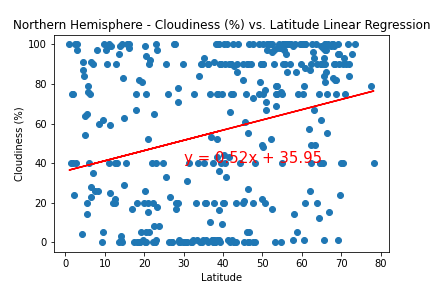 Northern Hemisphere - Cloudiness (%) vs. Latitude Linear Regression
100
80
60
40
20
0
Cloudiness (%)
y = 0.52x + 35.95
0 10 20 30 40 50 60 70 80
Latitude